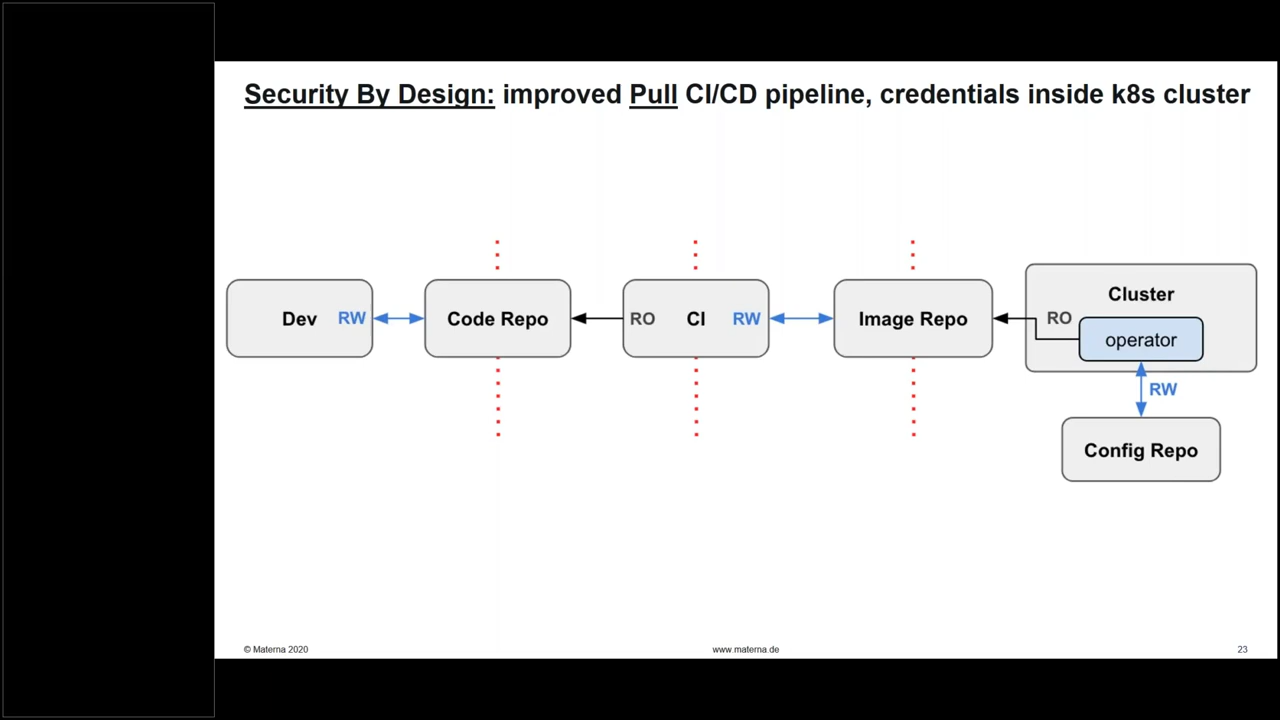 Security By Design: improved Pull CI/CD pipeline, credentials inside k8s cluster
Dev RW
Code Repo
RO CI RW
Image Repo
Cluster
RO
operator
RW
Config Repo
© Materna 2020
www.materna.de
23